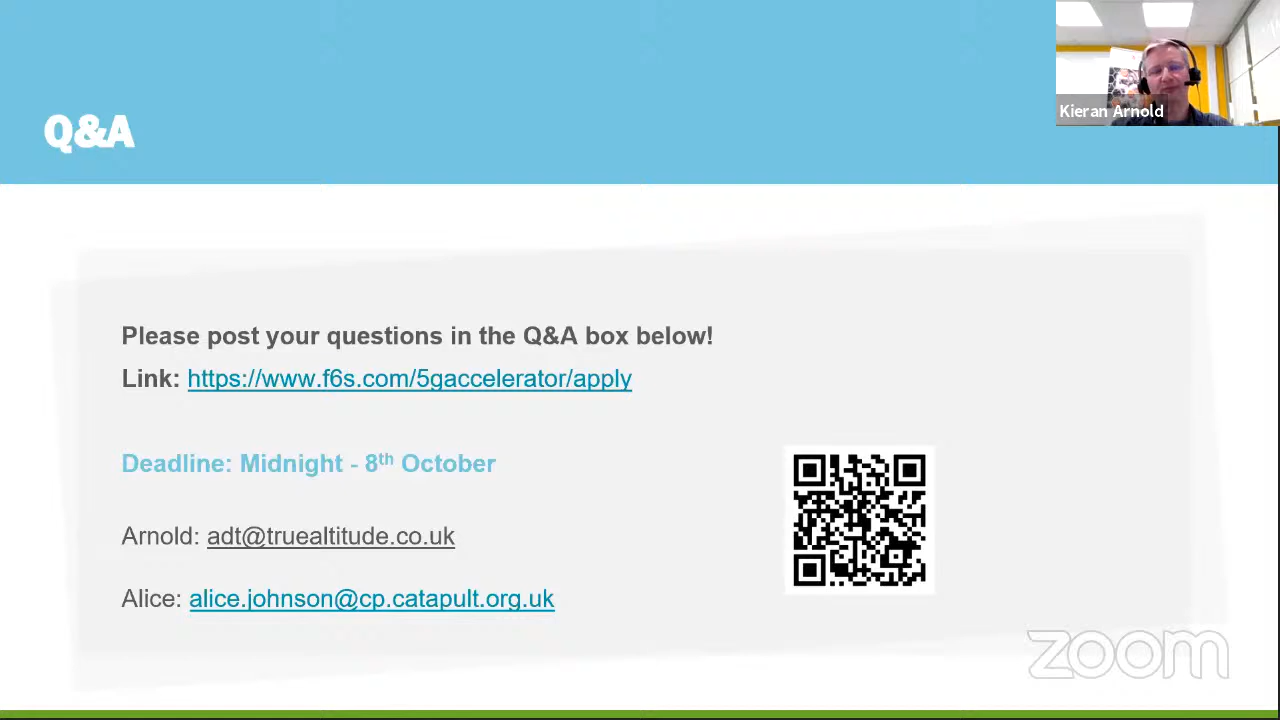 Kieran Arnold
Q&A
Please post your questions in the Q&A box below!
Link: https://www.f6s.com/5gaccelerator/apply
Deadline: Midnight - 8th October
Arnold: adt@truealtitude.co.uk
Alice: alice.johnson@cp.catapult.org.uk
zoom